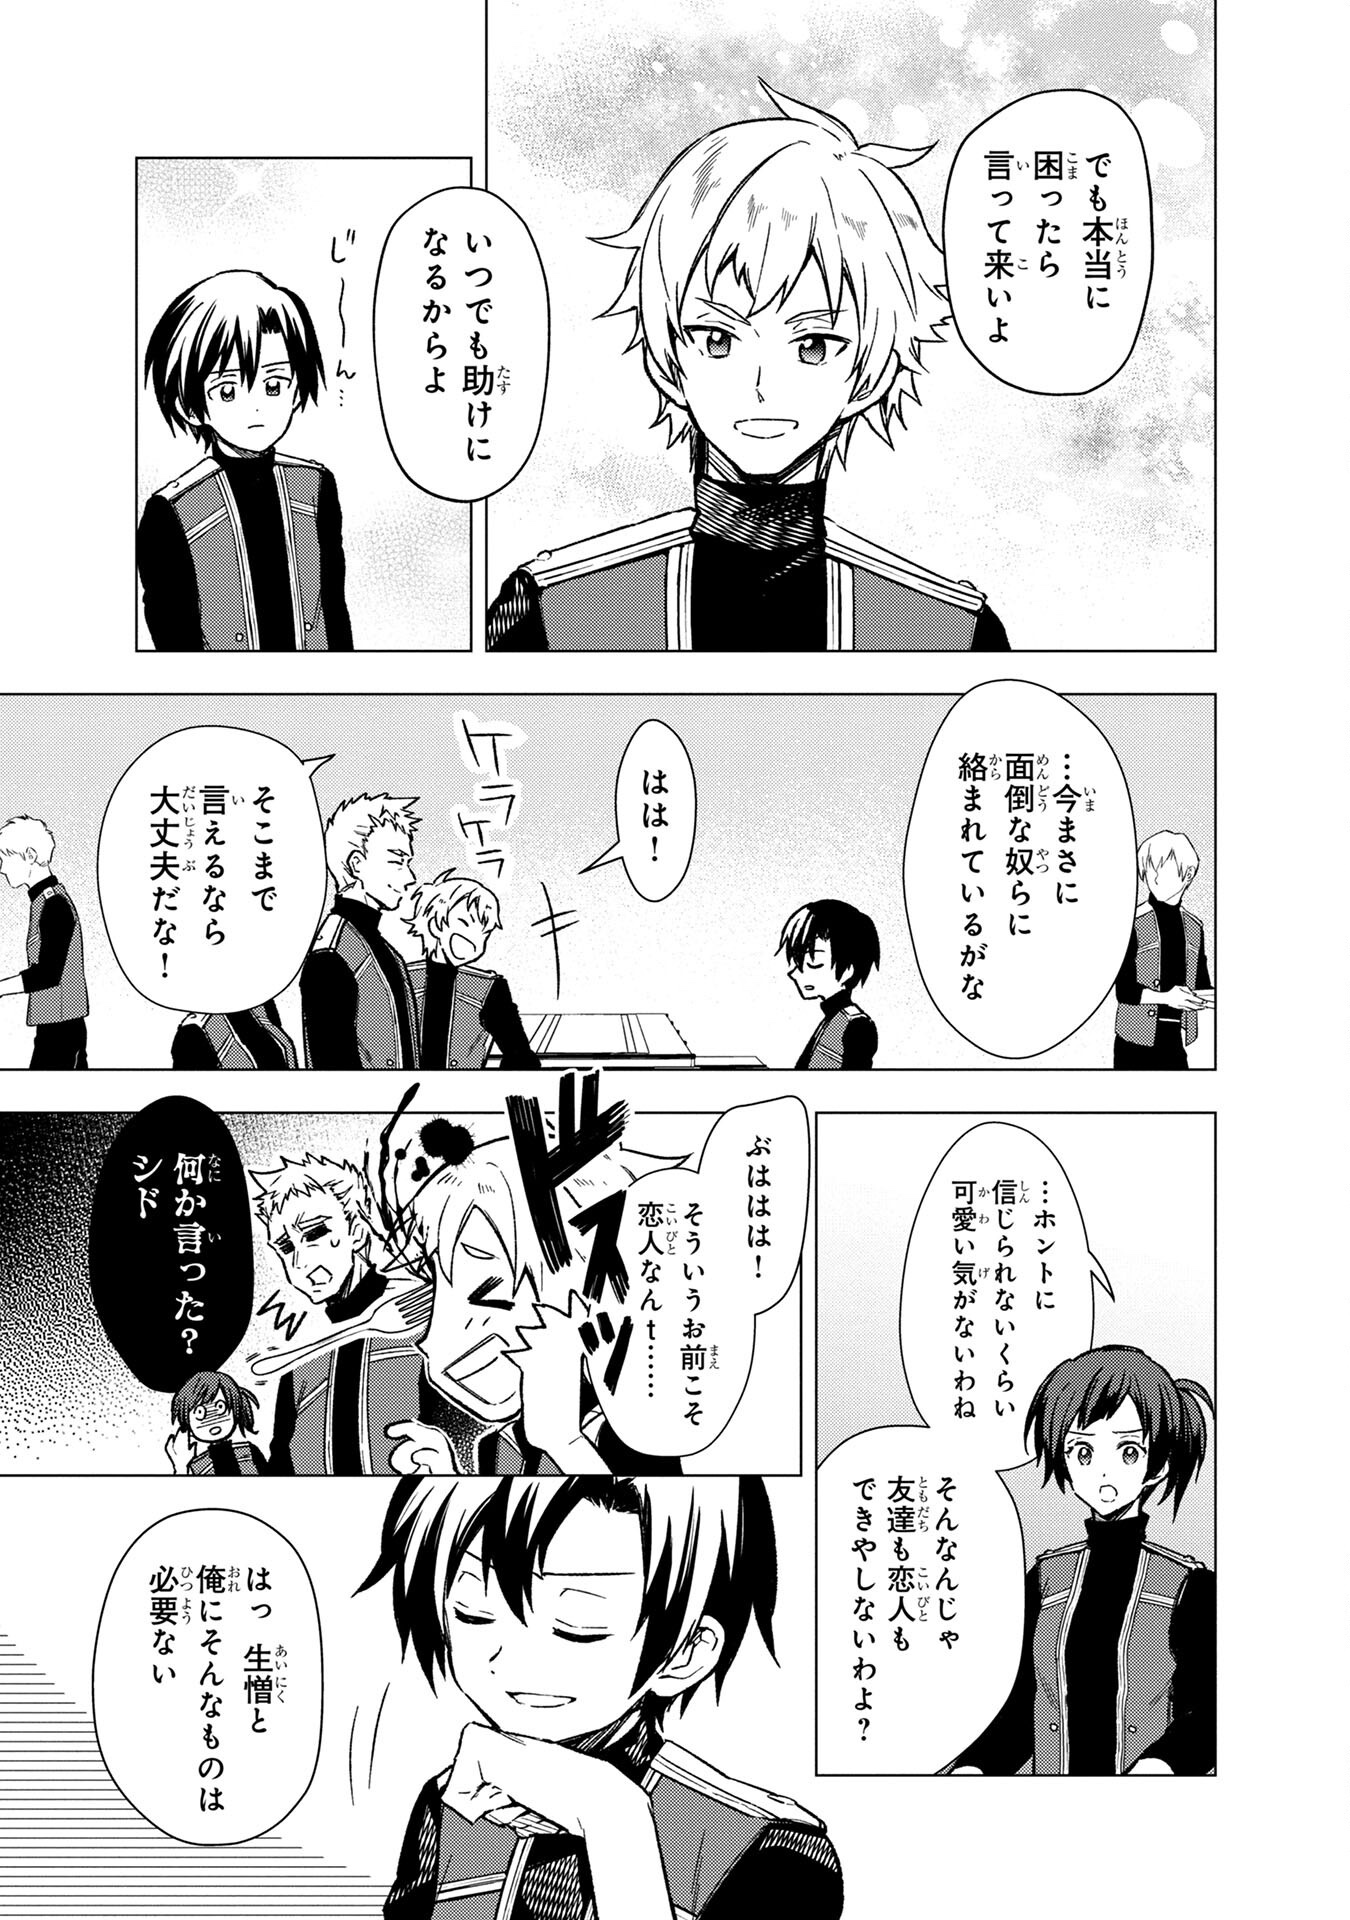 でも本当に
困ったら
言って来いよ
いつでも助けに
なるからよ
じ〜〜ん…
…今まさに
面倒な奴らに
絡まれているがな
はは！
ケラケラ
そこまで
言えるなら
大丈夫だな！
…ホントに
信じられないくらい
可愛い気がないわね
そんなんじゃ
友達も恋人も
できやしないわよ？
ぶははは！
そういうお前こそ
恋人なんt……
ドスッ
何か言った？
シド
はっ 生憎と
俺にそんなものは
必要ない